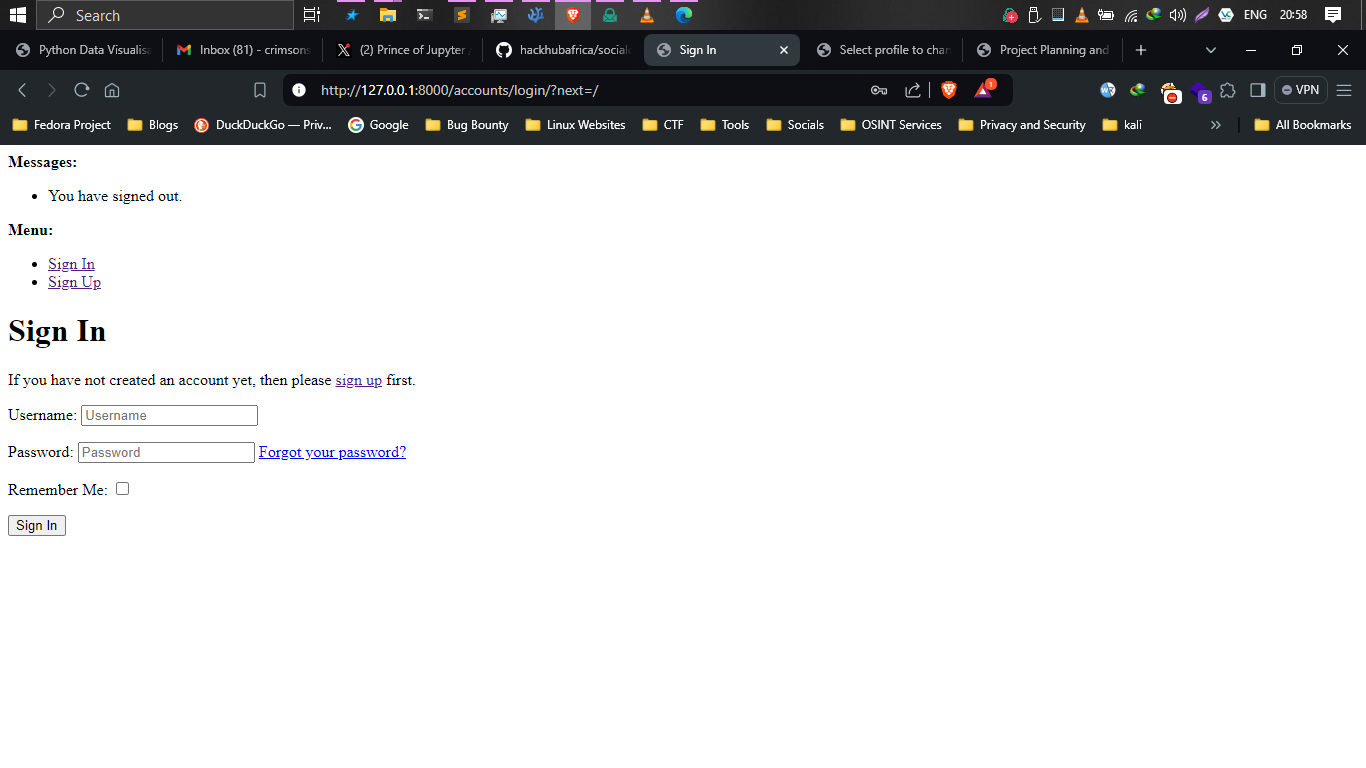 Search
ENG 20:58
Python Data Visualisa
Inbox (81) - crimsons
(2) Prince of Jupyter
hackhubafrica/sociale
Sign In
Select profile to chan
Project Planning and
http://127.0.0.1:8000/accounts/login/?next=/
1
6
VPN
Fedora Project
Blogs
DuckDuckGo — Priv...
Google
Bug Bounty
Linux Websites
CTF
Tools
Socials
OSINT Services
Privacy and Security
kali
»
All Bookmarks
Messages:
• You have signed out.
Menu:
• Sign In
• Sign Up
Sign In
If you have not created an account yet, then please sign up first.
Username: Username
Password: Password Forgot your password?
Remember Me:
Sign In